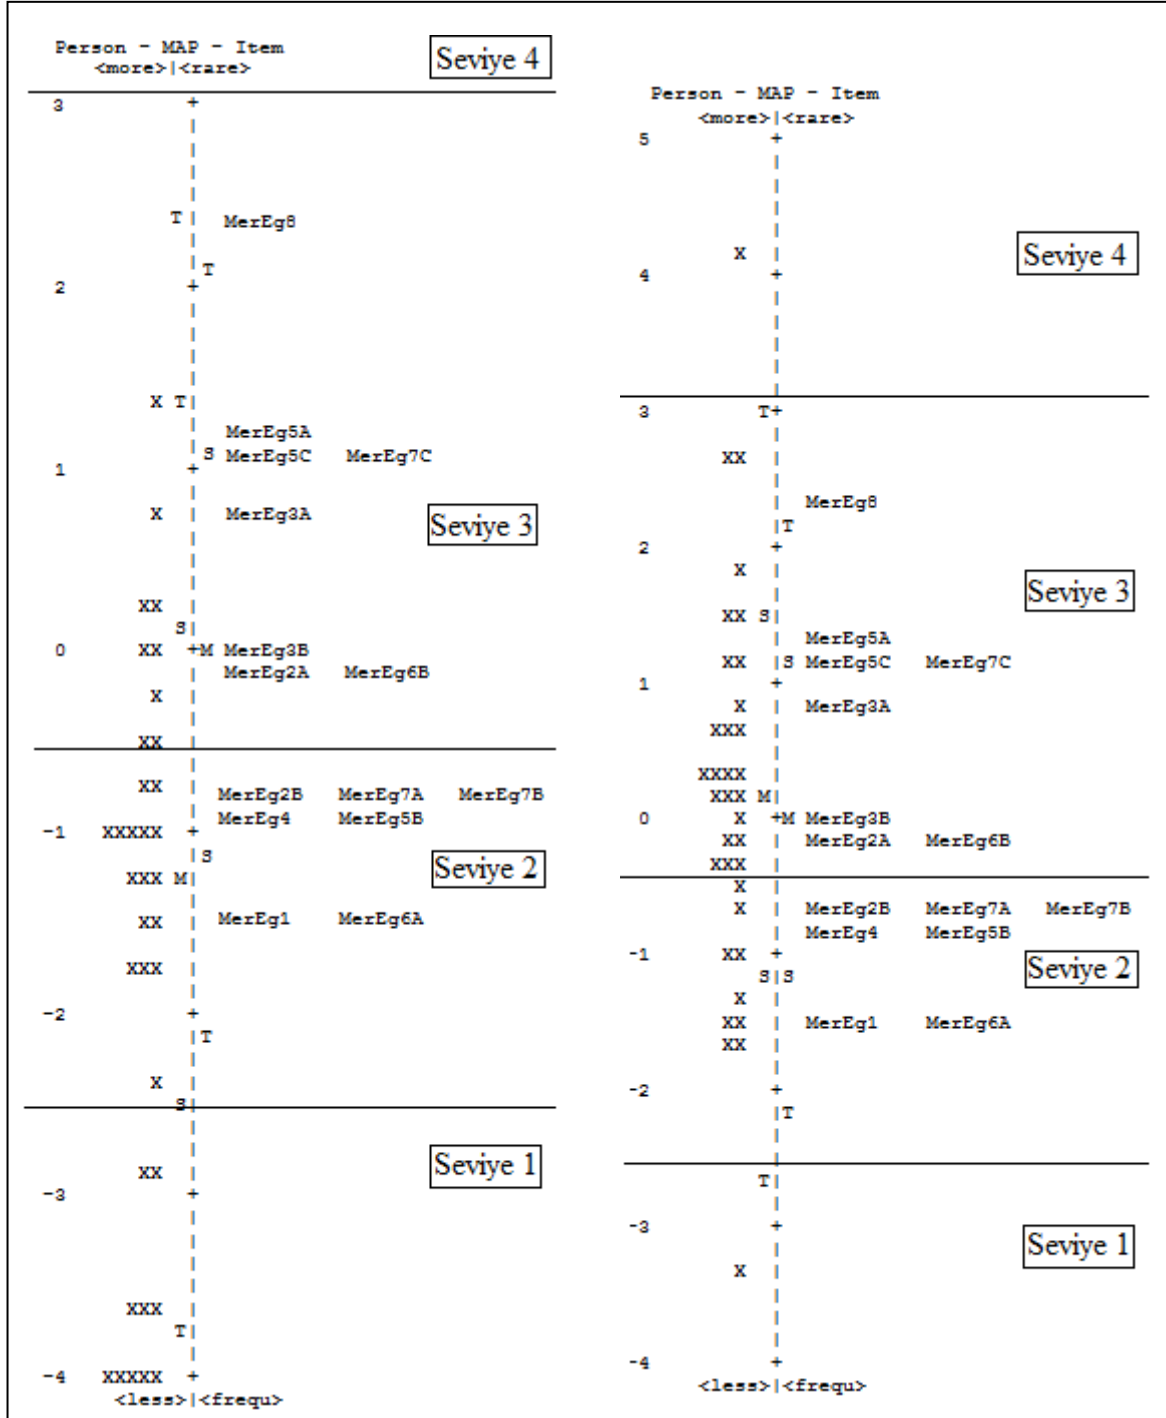 Person - MAP - Item
<more>|<rare>
Seviye 4
3 +
T| MerEg8
|T
2 +
X T|
MerEg5A
|S MerEg5C MerEg7C
1 +
X | MerEg3A
Seviye 3
XX |
S|
0 XX +M MerEg3B
MerEg2A MerEg6B
X |
XX
XX | MerEg2B MerEg7A MerEg7B
MerEg4 MerEg5B
-1 XXXXX +
|S
XXX M|
Seviye 2
XX | MerEg1 MerEg6A
XXX |
-2 +
|T
X |
S|
XX |
Seviye 1
-3 +
XXX |
T|
-4 XXXXX +
<less>|<frequ>
Person - MAP - Item
<more>|<rare>
5 +
X |
Seviye 4
4 +
3 T+
XX |
| MerEg8
|T
2 +
X |
Seviye 3
XX S|
| MerEg5A
XX |S MerEg5C MerEg7C
1 +
X | MerEg3A
XXX |
XXXX |
XXX M|
0 X +M MerEg3B
XX | MerEg2A MerEg6B
XXX |
X |
X | MerEg2B MerEg7A MerEg7B
| MerEg4 MerEg5B
-1 XX +
Seviye 2
S|S
X |
XX | MerEg1 MerEg6A
XX |
-2 +
|T
T|
-3 +
Seviye 1
X |
-4 +
<less>|<frequ>